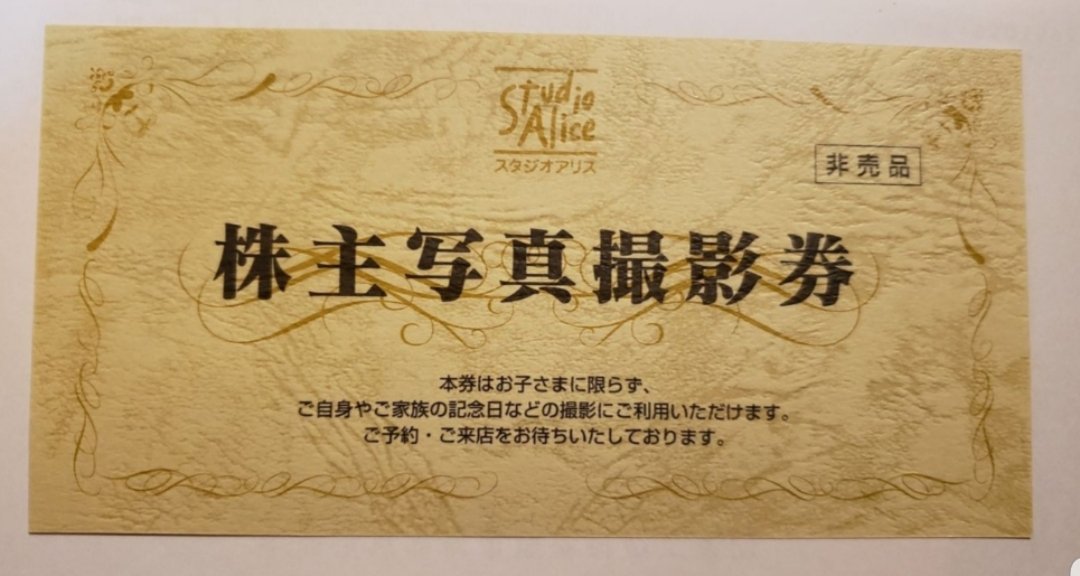 Studio
Alice
スタジオアリス
非売品
株主写真撮影券
本券はお子さまに限らず、
ご自身やご家族の記念日などの撮影にご利用いただけます。
ご予約・ご来店をお待ちいたしております。